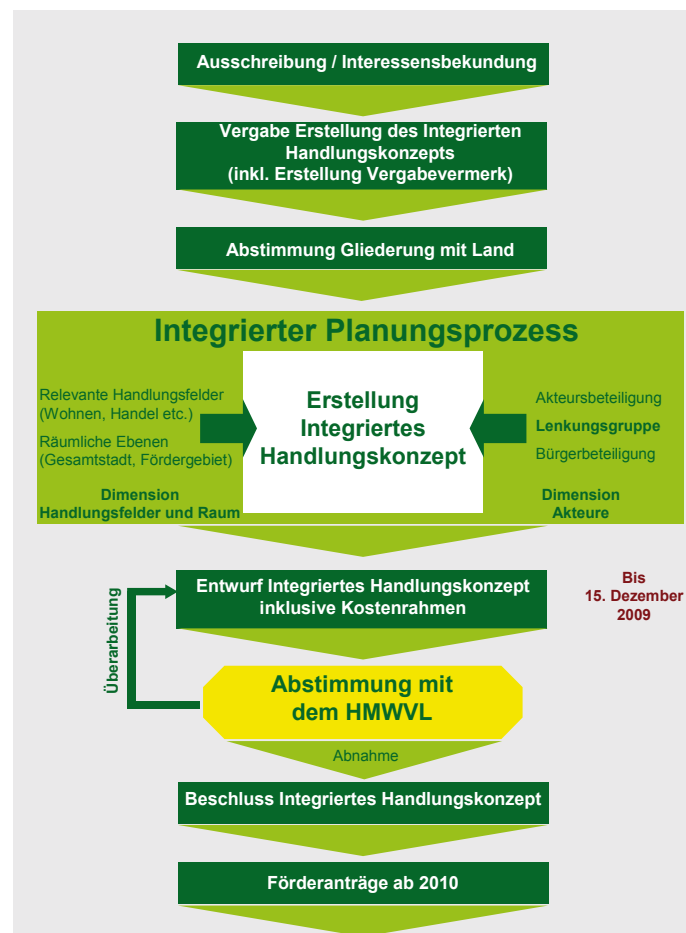 Ausschreibung / Interessensbekundung
Vergabe Erstellung des Integrierten
Handlungskonzepts
(inkl. Erstellung Vergabevermerk)
Abstimmung Gliederung mit Land
Integrierter Planungsprozess
Relevante Handlungsfelder
(Wohnen, Handel etc.)
Räumliche Ebenen
(Gesamtstadt, Fördergebiet)
Dimension
Handlungsfelder und Raum
Erstellung
Integriertes
Handlungskonzept
Akteursbeteiligung
Lenkungsgruppe
Bürgerbeteiligung
Dimension
Akteure
Entwurf Integriertes Handlungskonzept
inklusive Kostenrahmen
Bis
15. Dezember
2009
Überarbeitung
Abstimmung mit
dem HMWVL
Abnahme
Beschluss Integriertes Handlungskonzept
Förderanträge ab 2010